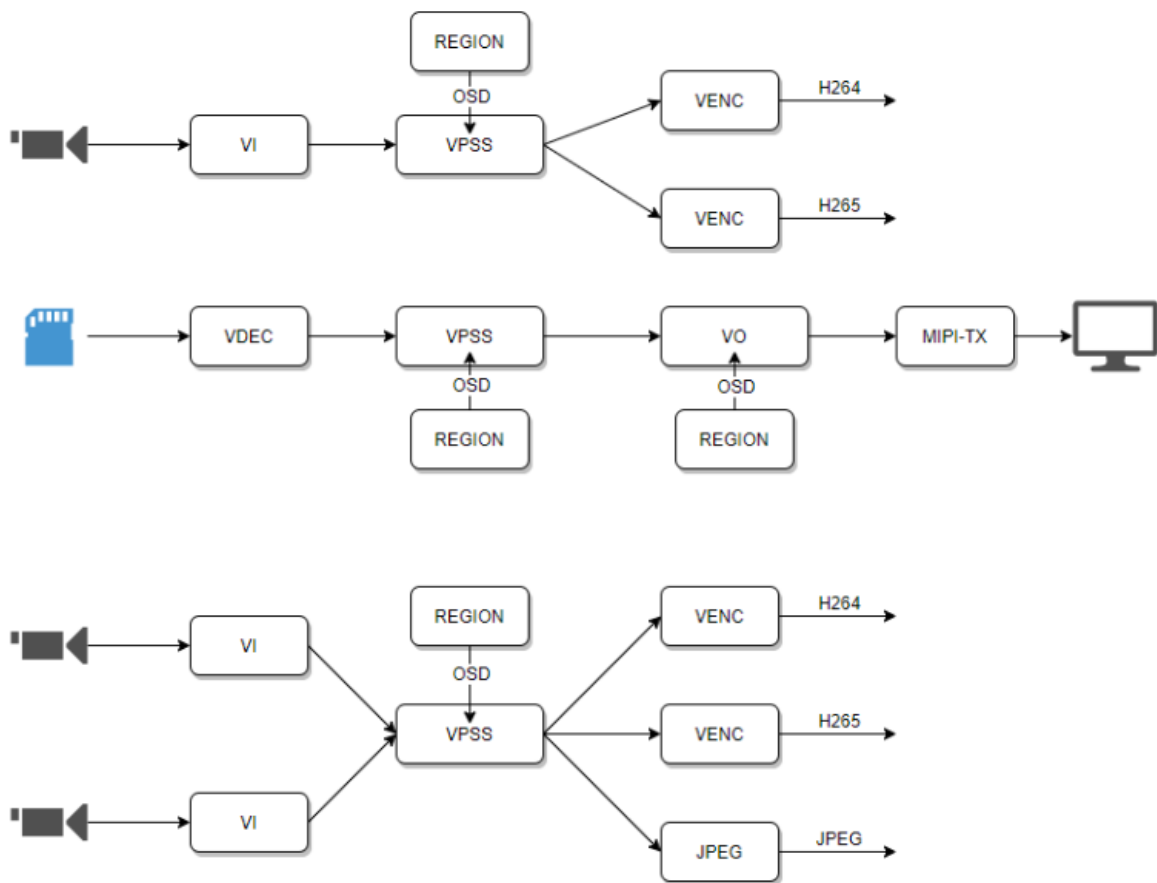 REGION
OSD
VI
VPSS
VENC
H264
VENC
H265
VDEC
VPSS
VO
MIPI-TX
OSD
OSD
REGION
REGION
REGION
OSD
VI
VI
VPSS
VENC
H264
VENC
H265
JPEG
JPEG